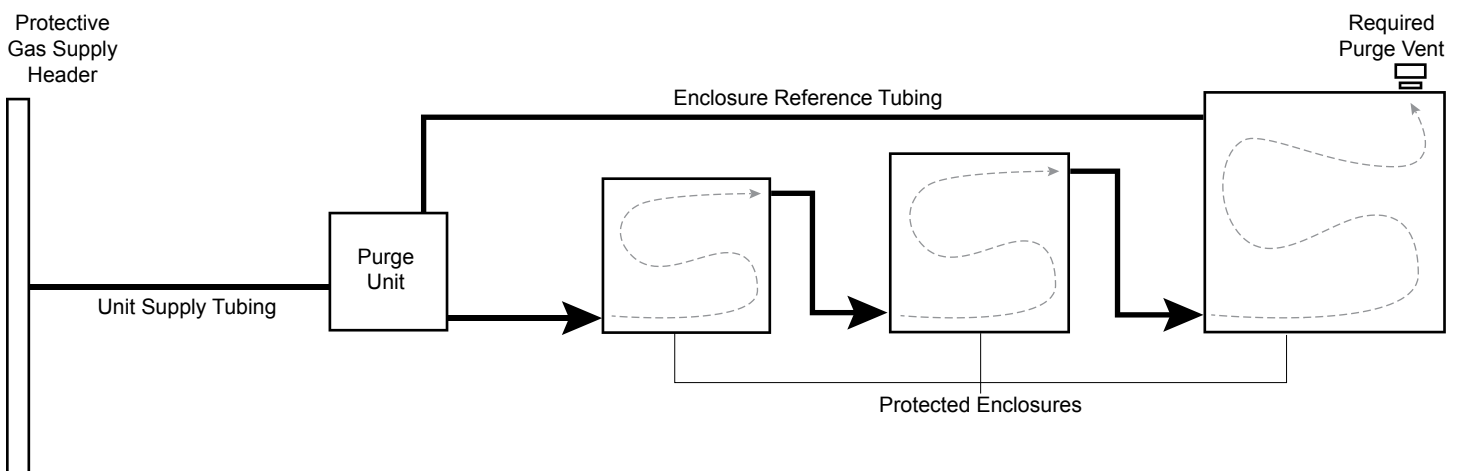 Protective
Gas Supply
Header
Required
Purge Vent
Enclosure Reference Tubing
Purge
Unit
Unit Supply Tubing
Protected Enclosures